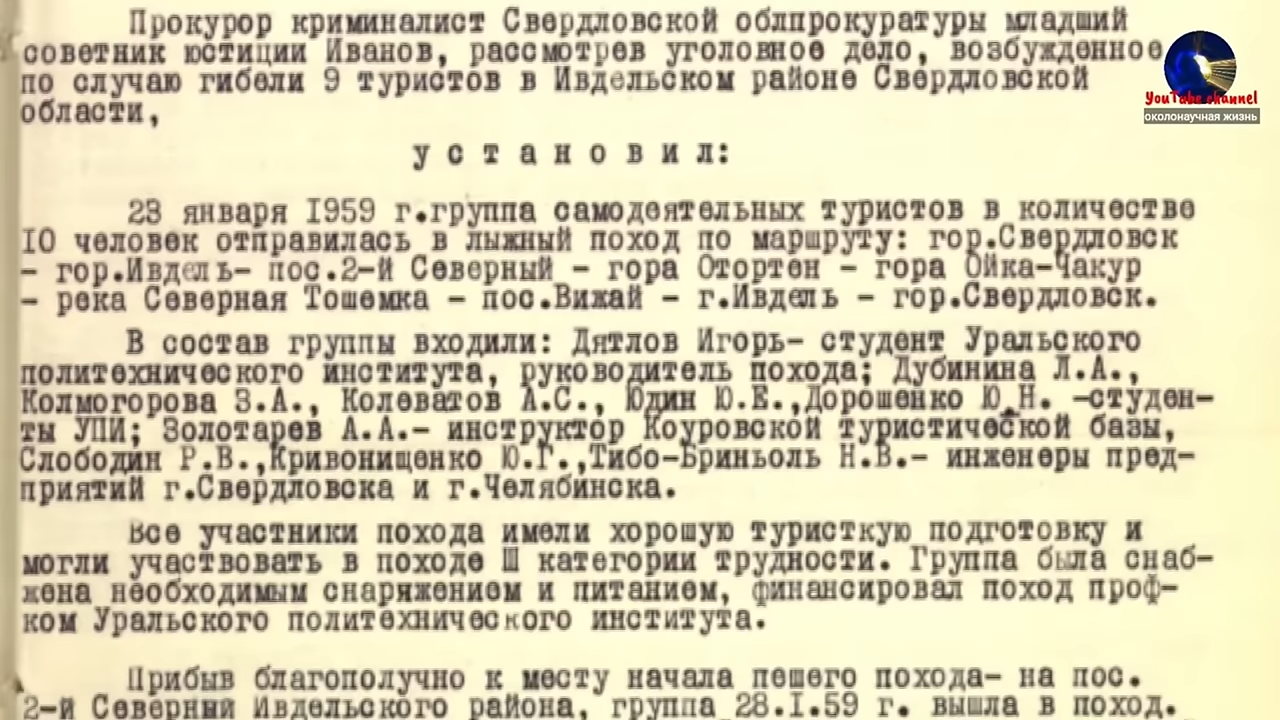 Прокурор криминалист Свердловской облпрокуратуры младший
советник юстиции Иванов, рассмотрев уголовное дело, возбужденное
по случаю гибели 9 туристов в Ивдельском районе Свердловской
области,
у с т а н о в и л:
23 января 1959 г.группа самодеятельных туристов в количестве
10 человек отправилась в лыжный поход по маршруту: гор.Свердловск
- гор.Ивдель- пос.2-й Северный - гора Отортен - гора Ойка-Чакур
- река Северная Тошемка - пос.Вижай - г.Ивдель - гор.Свердловск.
В состав группы входили: Дятлов Игорь- студент Уральского
политехнического института, руководитель похода; Дубинина Л.А.,
Колмогорова З.А., Колеватов А.С., Юдин Ю.Е.,Дорошенко Ю.Н. -студен-
ты УПИ; Золотарев А.А.- инструктор Коуровской туристической базы,
Слободин Р.В.,Кривонищенко Ю.Г.,Тибо-Бриньоль Н.В.- инженеры пред-
приятий г.Свердловска и г.Челябинска.
Все участники похода имели хорошую туристкую подготовку и
могли участвовать в походе Ш категории трудности. Группа была снаб-
жена необходимым снаряжением и питанием, финансировал поход проф-
ком Уральского политехнического института.
Прибыв благополучно к месту начала пешего похода- на пос.
2-й Северный Ивдельского района, группа 28.I.59 г. вышла в поход.
YouTube channel
околонаучная жизнь